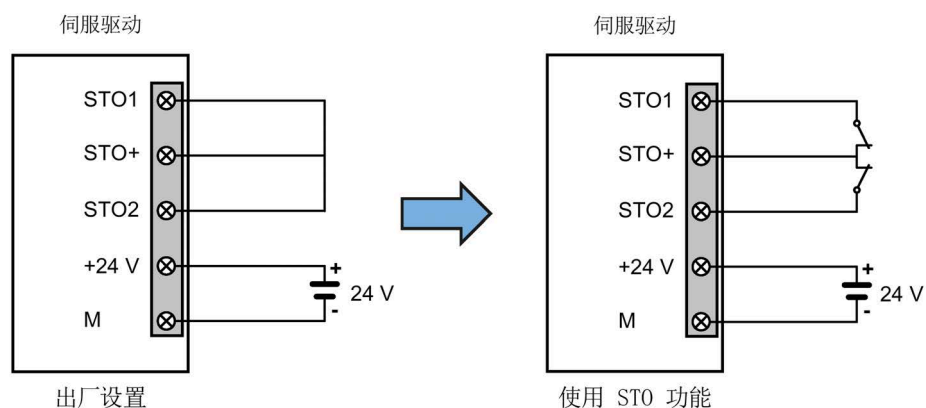 伺服驱动
STO1
STO+
STO2
+24 V
M
+
24 V
-
出厂设置
伺服驱动
STO1
STO+
STO2
+24 V
M
+
24 V
-
使用 STO 功能